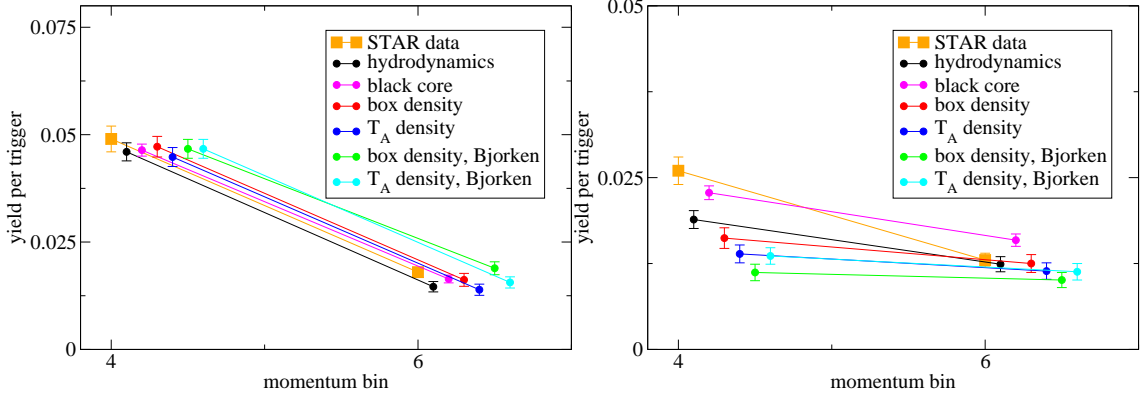 0.075
0.05
0.025
0
yield per trigger
4
6
momentum bin
STAR data
hydrodynamics
black core
box density
T_A density
box density, Bjorken
T_A density, Bjorken
0.05
0.025
0
yield per trigger
4
6
momentum bin
STAR data
hydrodynamics
black core
box density
T_A density
box density, Bjorken
T_A density, Bjorken